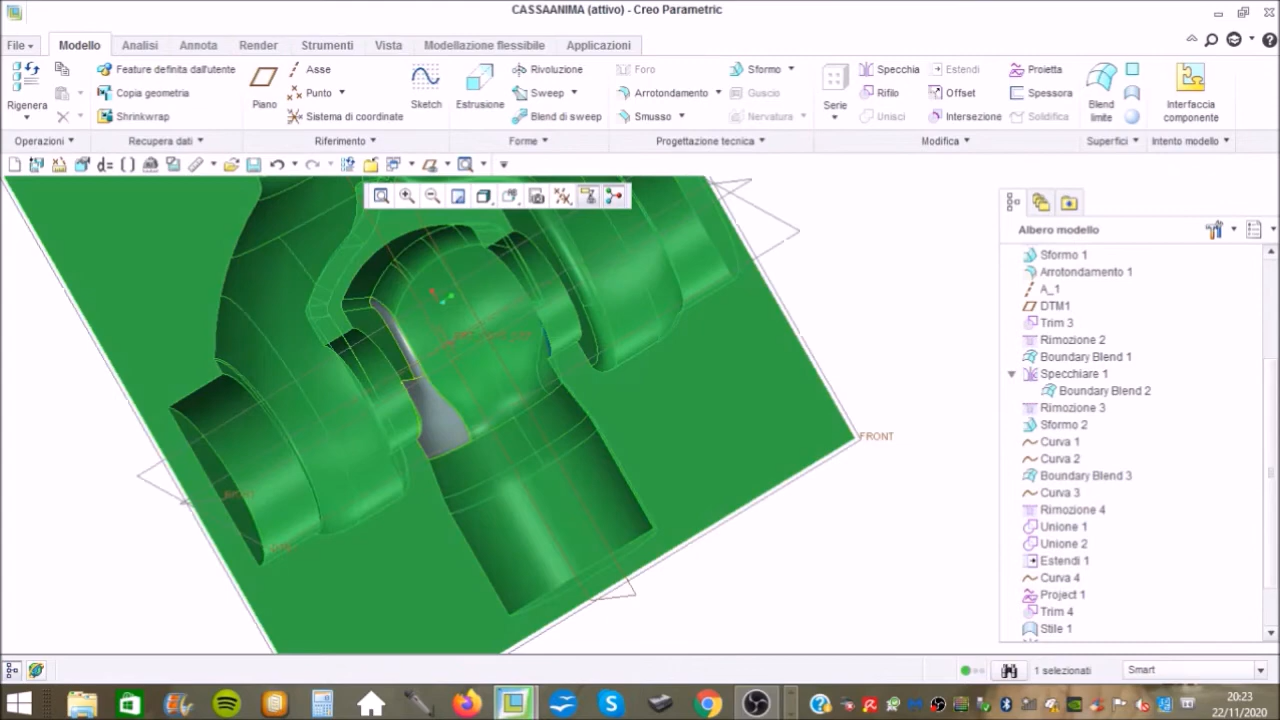 CASSAANIMA (attivo) - Creo Parametric
File Modello Analisi Annota Render Strumenti Vista Modellazione flessibile Applicazioni
Feature definita dall'utente Asse Rivoluzione Foro Sformo Specchia Estendi Proietta
Copia geometria Punto Sweep Arrotondamento Guscio Rifilo Offset Spessora
Rigenera Piano Sketch Estrusione Serie Blend limite Interfaccia componente
Shrinkwrap Sistema di coordinate Blend di sweep Smusso Nervatura Unisci Intersezione Solidifica
Operazioni Recupera dati Riferimento Forme Progettazione tecnica Modifica Superfici Intento modello
Albero modello
Sformo 1
Arrotondamento 1
A_1
DTM1
Trim 3
Rimozione 2
Boundary Blend 1
Specchiare 1
Boundary Blend 2
Rimozione 3
Sformo 2
Curva 1
Curva 2
Boundary Blend 3
Curva 3
Rimozione 4
Unione 1
Unione 2
Estendi 1
Curva 4
Project 1
Trim 4
Stile 1
FRONT
1 selezionati Smart
20:23
22/11/2020